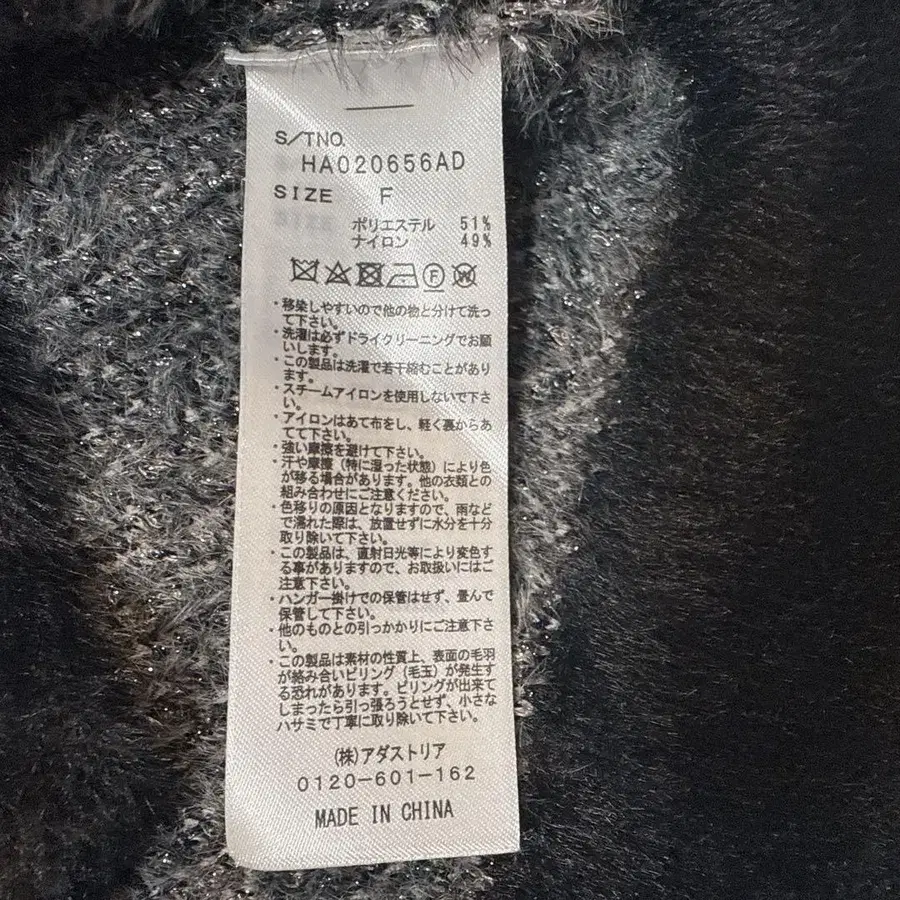 S/TNO.
HA020656AD
SIZE F
ポリエステル 51%
ナイロン 49%
F W
・移染しやすいので他の物と分けて洗っ
て下さい。
・洗濯は必ずドライクリーニングでお願
いします。
・この製品は洗濯で若干縮むことがあり
ます。
・スチームアイロンを使用しないで下さ
い。
・アイロンはあて布をし、軽く裏からあ
てて下さい。
・強い摩擦を避けて下さい。
・汗や摩擦（特に湿った状態）により色
が移る場合があります。他の衣類との
組み合わせにご注意ください。
・色移りの原因となりますので、雨など
で濡れた際は、放置せずに水分を十分
取り除いて下さい。
・この製品は、直射日光等により変色す
る事がありますので、お取扱いにはご
注意下さい。
・ハンガー掛けでの保管はせず、畳んで
保管して下さい。
・他のものとの引っかかりにご注意下さ
い。
・この製品は素材の性質上、表面の毛羽
が絡み合いピリング（毛玉）が発生す
る恐れがあります。ピリングが出来て
しまったら引っ張ろうとせず、小さな
ハサミで丁寧に取り除いて下さい。
(株)アダストリア
0120-601-162
MADE IN CHINA